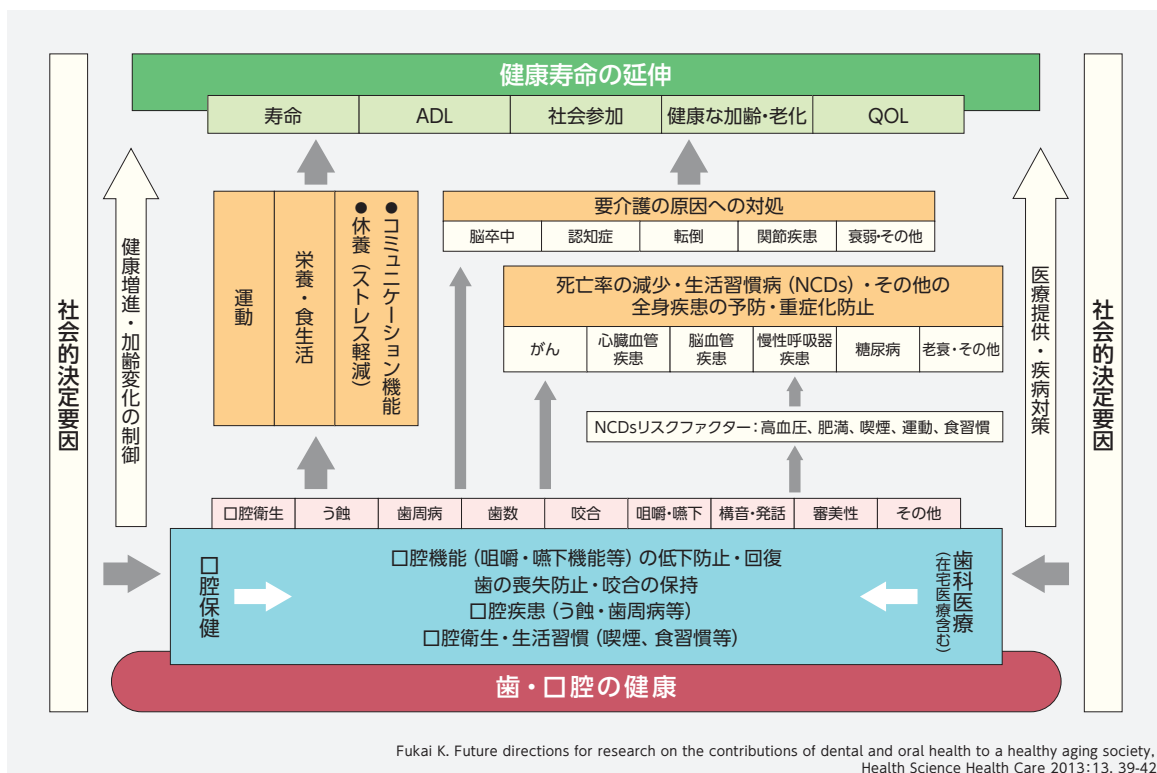 健康寿命の延伸
寿命
ADL
社会参加
健康な加齢・老化
QOL
社会的決定要因
健康増進・加齢変化の制御
運動
栄養・食生活
●コミュニケーション機能
●休養（ストレス軽減）
要介護の原因への対処
脳卒中
認知症
転倒
関節疾患
衰弱・その他
死亡率の減少・生活習慣病（NCDs）・その他の
全身疾患の予防・重症化防止
がん
心臓血管
疾患
脳血管
疾患
慢性呼吸器
疾患
糖尿病
老衰・その他
NCDsリスクファクター：高血圧、肥満、喫煙、運動、食習慣
医療提供・疾病対策
社会的決定要因
口腔衛生
う蝕
歯周病
歯数
咬合
咀嚼・嚥下
構音・発話
審美性
その他
口腔保健
口腔機能（咀嚼・嚥下機能等）の低下防止・回復
歯の喪失防止・咬合の保持
口腔疾患（う蝕・歯周病等）
口腔衛生・生活習慣（喫煙、食習慣等）
歯科医療
（在宅医療含む）
歯・口腔の健康
Fukai K. Future directions for research on the contributions of dental and oral health to a healthy aging society,
Health Science Health Care 2013:13, 39-42